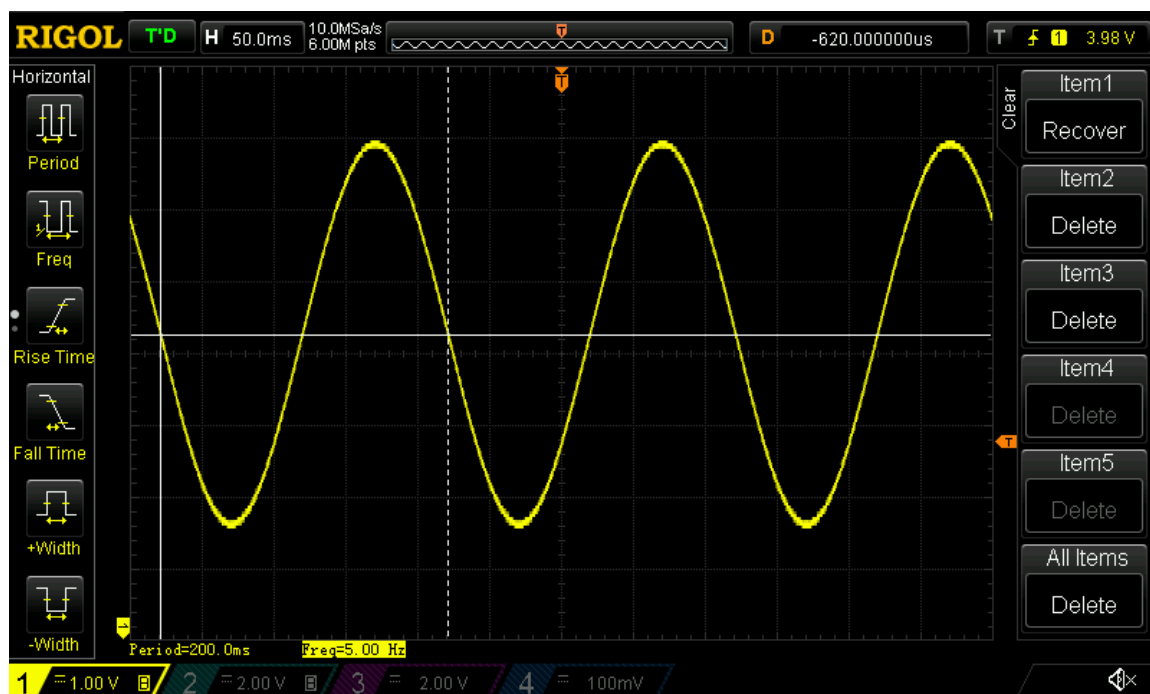 RIGOL T'D H 50.0ms 10.0MSa/s D -620.000000us T 1 3.98 V
6.00M pts
T
Horizontal
Period
Freq
Rise Time
Fall Time
+Width
-Width
T
T
Clear
Item1
Recover
Item2
Delete
Item3
Delete
Item4
Delete
Item5
Delete
All Items
Delete
Period=200.0ms Freq=5.00 Hz
1 1.00 V B 2 2.00 V B 3 2.00 V 4 100mV